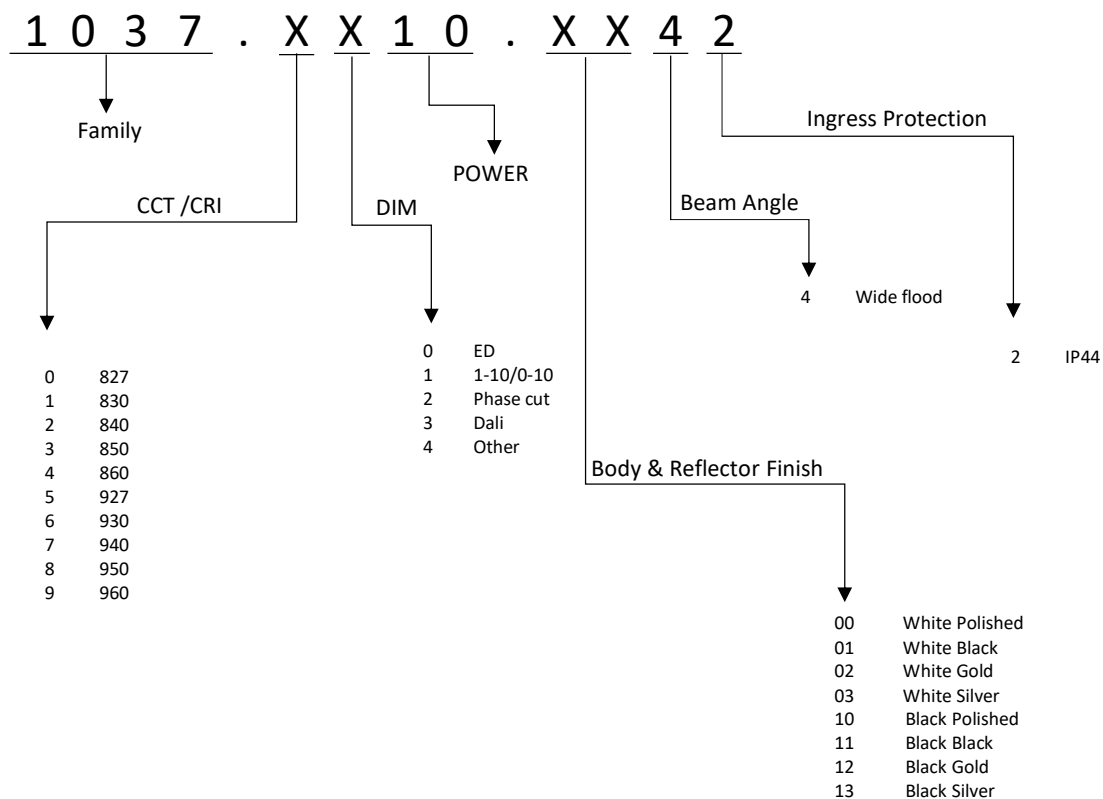 1 0 3 7 . X X 1 0 . X X 4 2
Family
POWER
Ingress Protection
CCT /CRI
DIM
Beam Angle
4 Wide flood
2 IP44
0 827
1 830
2 840
3 850
4 860
5 927
6 930
7 940
8 950
9 960
0 ED
1 1-10/0-10
2 Phase cut
3 Dali
4 Other
Body & Reflector Finish
00 White Polished
01 White Black
02 White Gold
03 White Silver
10 Black Polished
11 Black Black
12 Black Gold
13 Black Silver